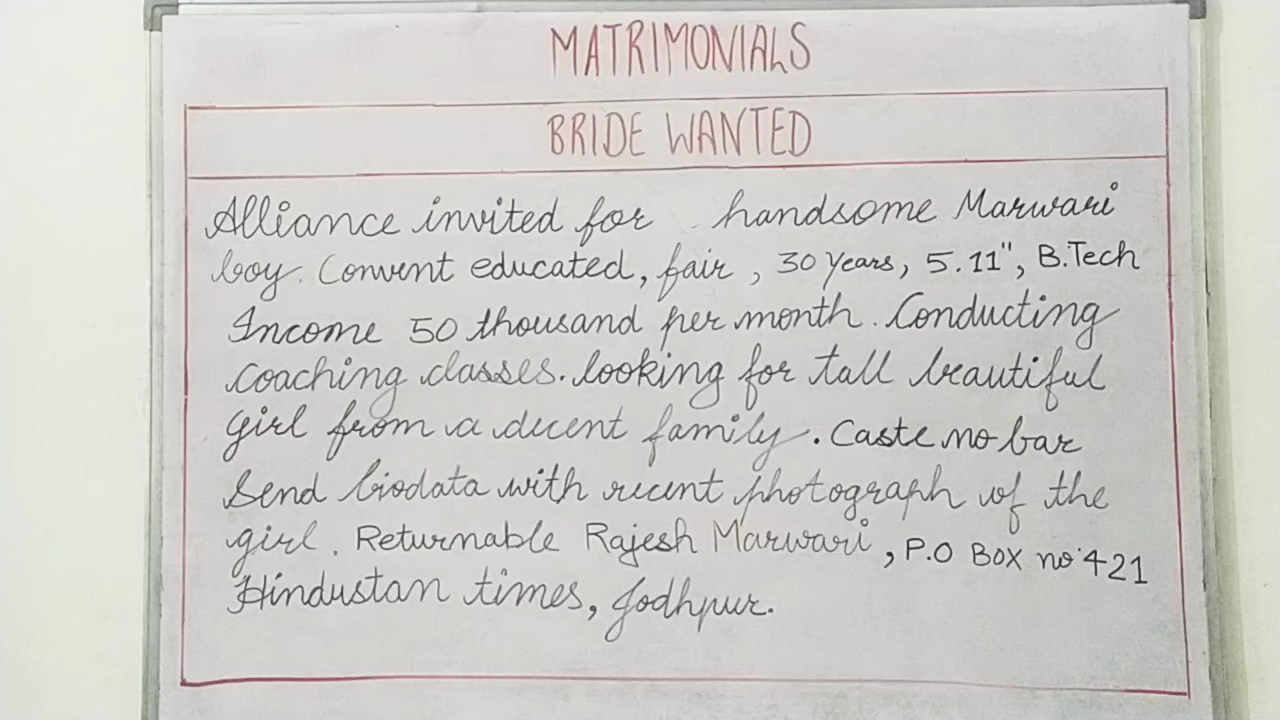 MATRIMONIALS
BRIDE WANTED
Alliance invited for handsome Marwari
boy. Convent educated, fair, 30 years, 5.11", B.Tech
Income 50 thousand per month. Conducting
coaching classes. looking for tall beautiful
girl from a decent family. Caste no bar
Send biodata with recent photograph of the
girl. Returnable Rajesh Marwari, P.O Box no. 421
Hindustan times, Jodhpur.